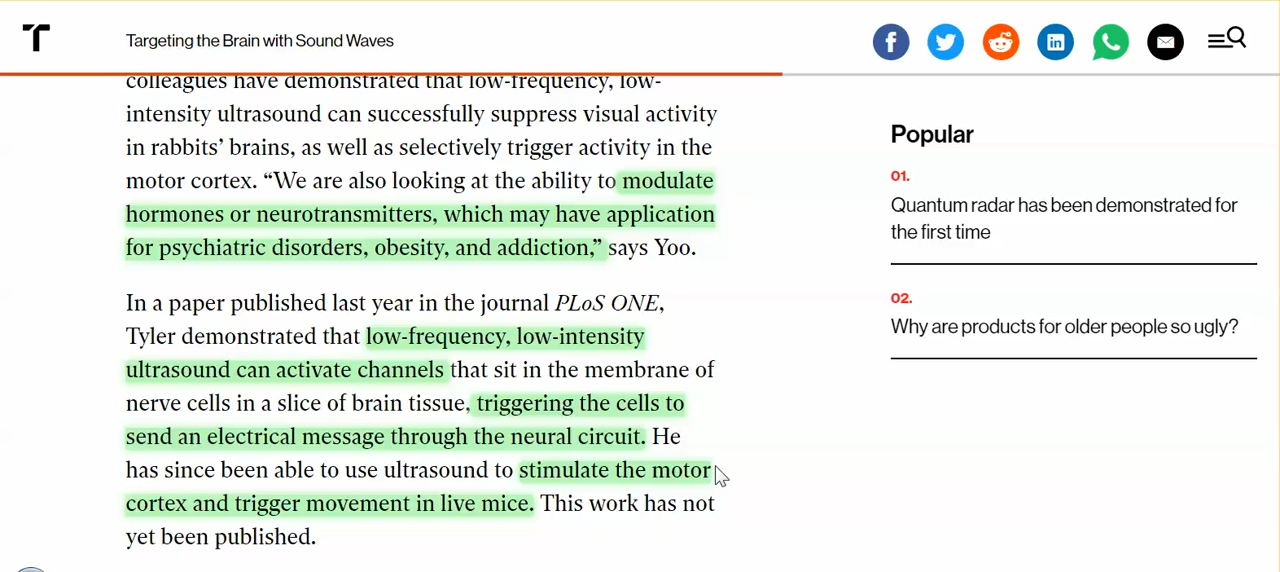 T
Targeting the Brain with Sound Waves
colleagues have demonstrated that low-frequency, low-
intensity ultrasound can successfully suppress visual activity
in rabbits’ brains, as well as selectively trigger activity in the
motor cortex. “We are also looking at the ability to modulate
hormones or neurotransmitters, which may have application
for psychiatric disorders, obesity, and addiction,” says Yoo.
In a paper published last year in the journal PLoS ONE,
Tyler demonstrated that low-frequency, low-intensity
ultrasound can activate channels that sit in the membrane of
nerve cells in a slice of brain tissue, triggering the cells to
send an electrical message through the neural circuit. He
has since been able to use ultrasound to stimulate the motor
cortex and trigger movement in live mice. This work has not
yet been published.
Popular
01.
Quantum radar has been demonstrated for
the first time
02.
Why are products for older people so ugly?